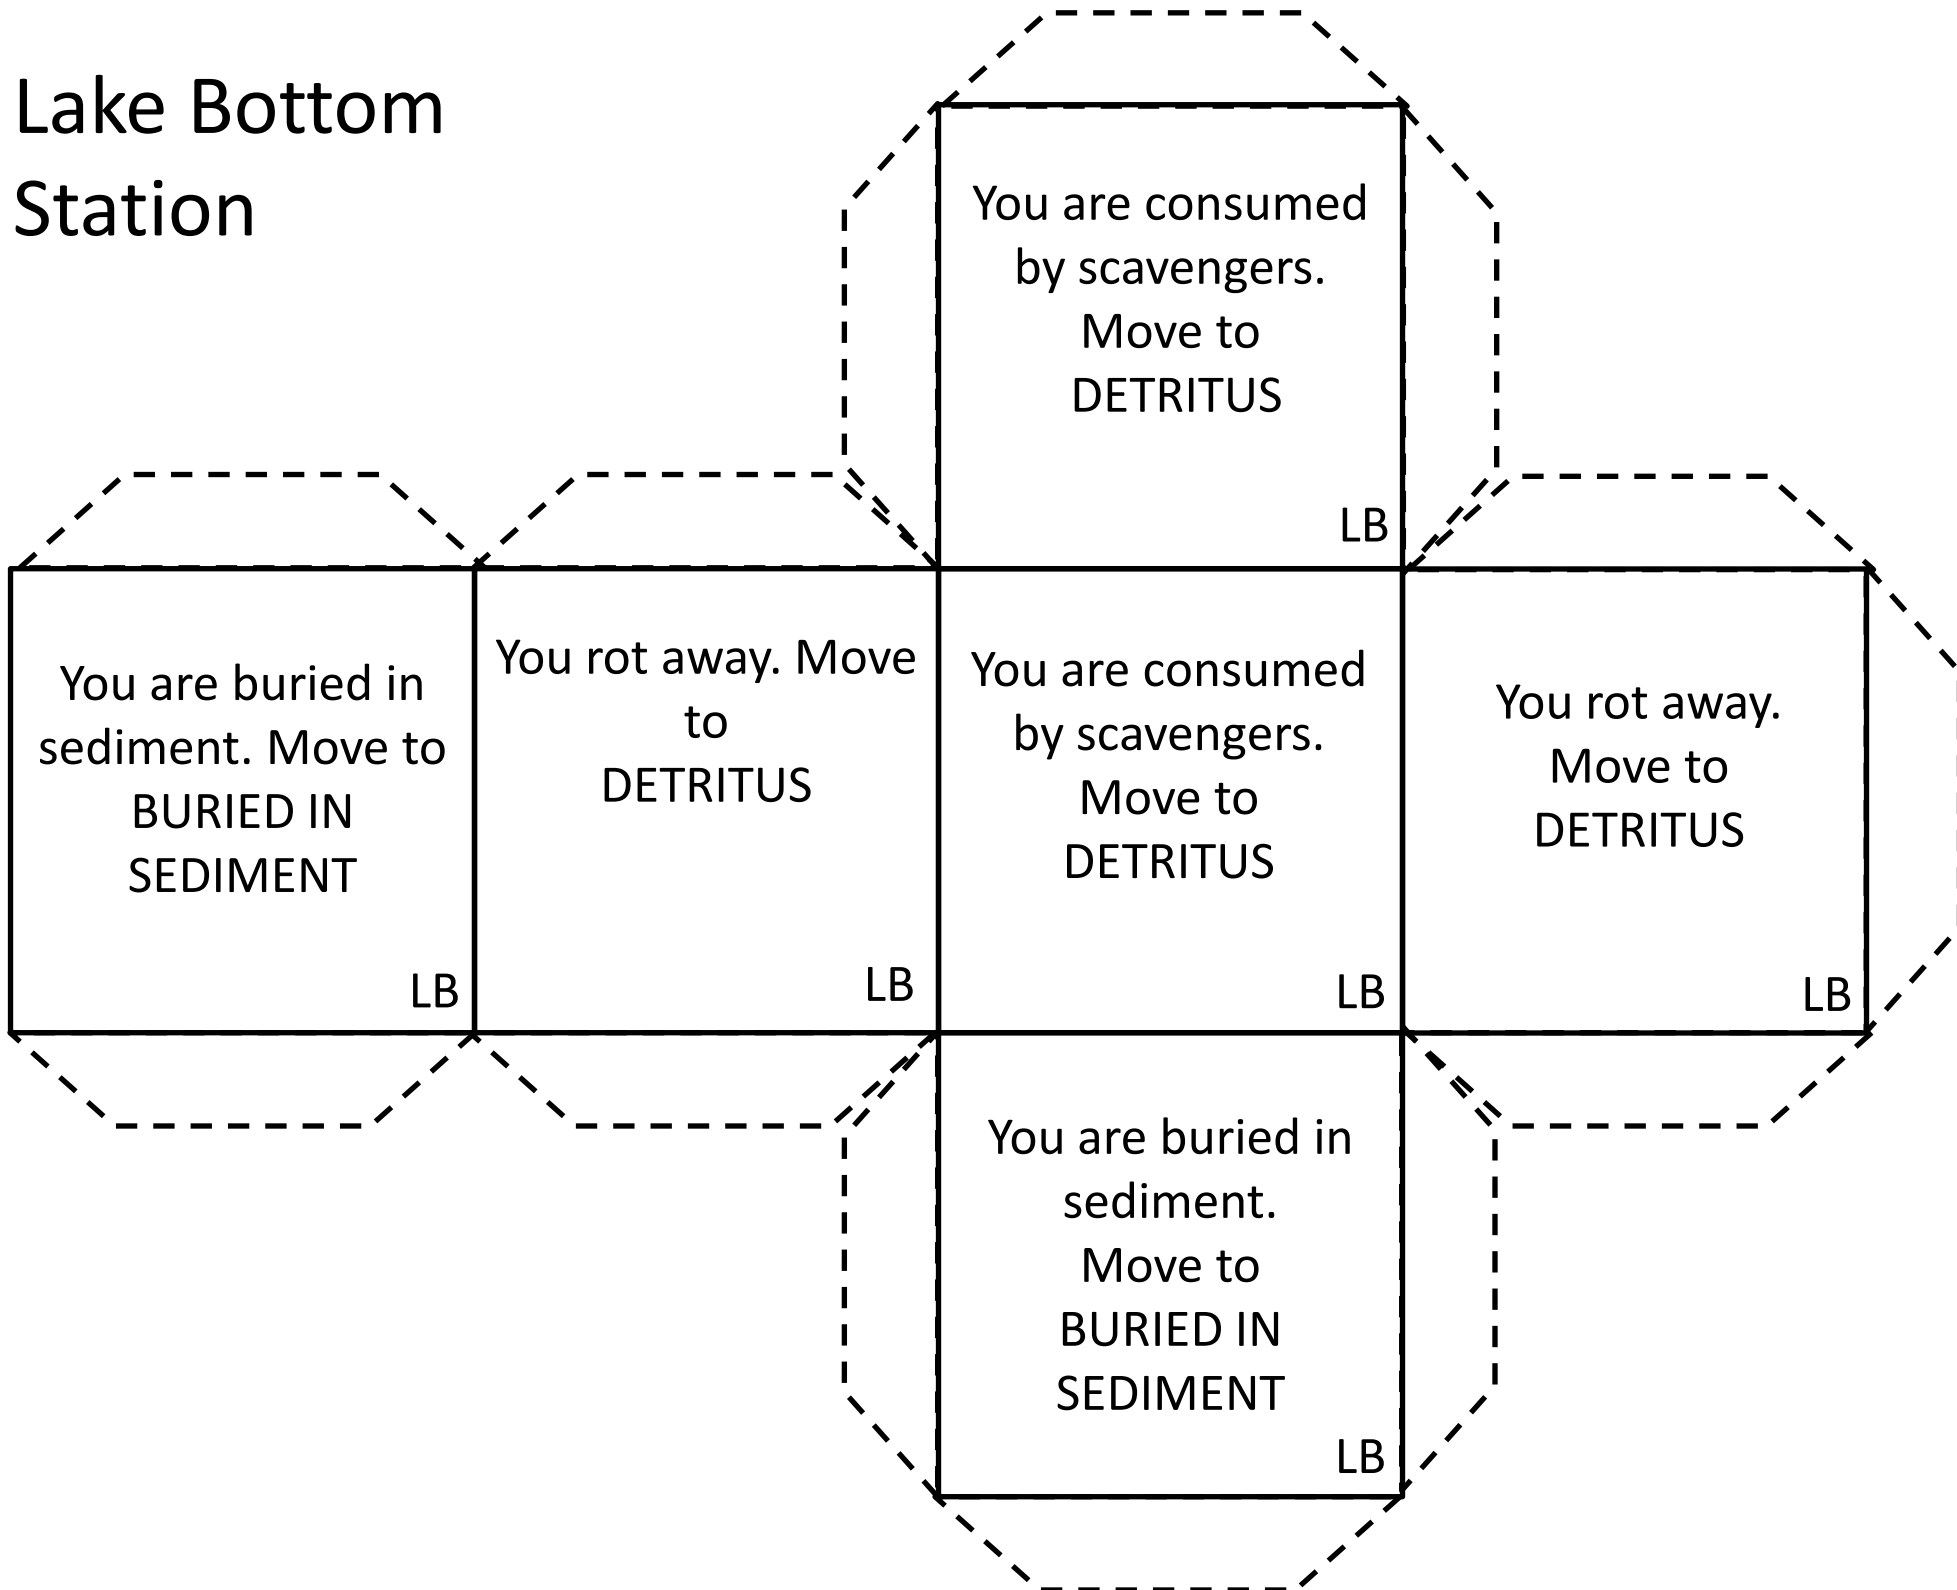 Lake Bottom
Station
You are consumed
by scavengers.
Move to
DETRITUS
LB
You are buried in
sediment. Move to
BURIED IN
SEDIMENT
LB
You rot away. Move
to
DETRITUS
LB
You are consumed
by scavengers.
Move to
DETRITUS
LB
You rot away.
Move to
DETRITUS
LB
You are buried in
sediment.
Move to
BURIED IN
SEDIMENT
LB